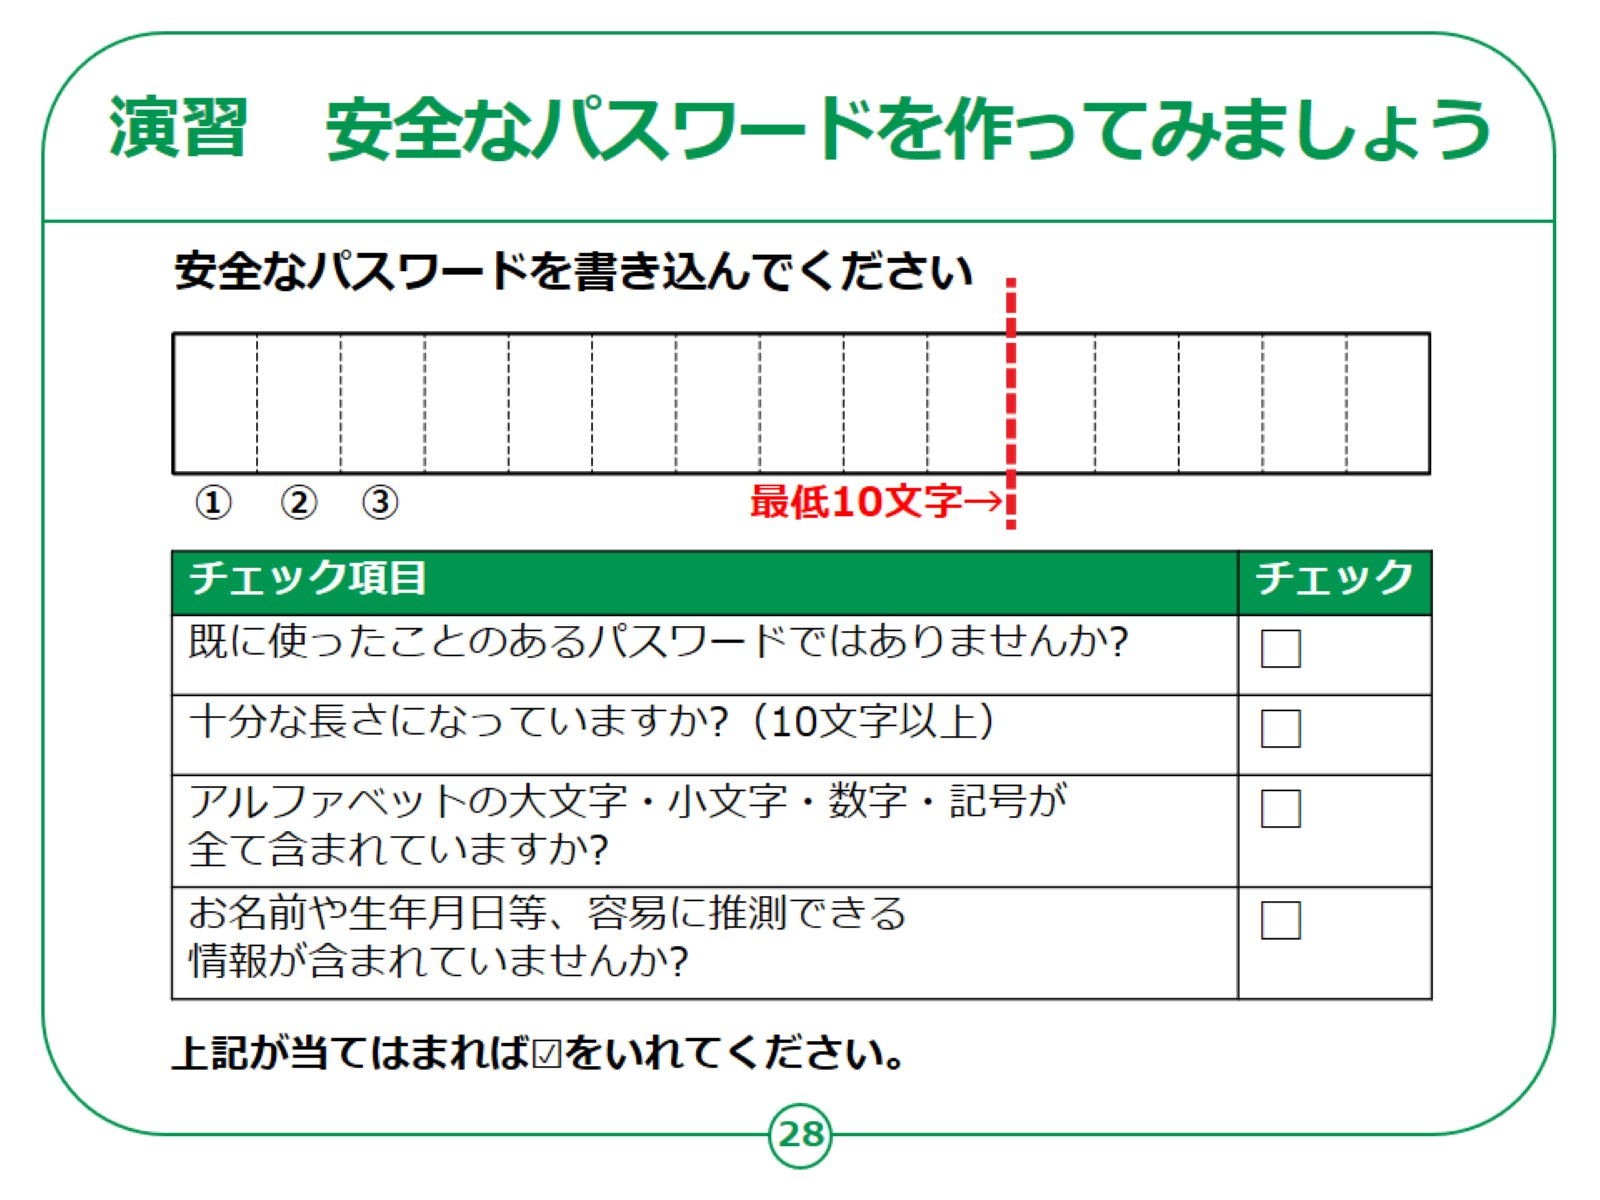 演習　安全なパスワードを作ってみましょう
安全なパスワードを書き込んでください
① ② ③
最低10文字→
チェック項目 チェック
既に使ったことのあるパスワードではありませんか? □
十分な長さになっていますか?（10文字以上） □
アルファベットの大文字・小文字・数字・記号が □
全て含まれていますか?
お名前や生年月日等、容易に推測できる □
情報が含まれていませんか?
上記が当てはまれば☑をいれてください。
28